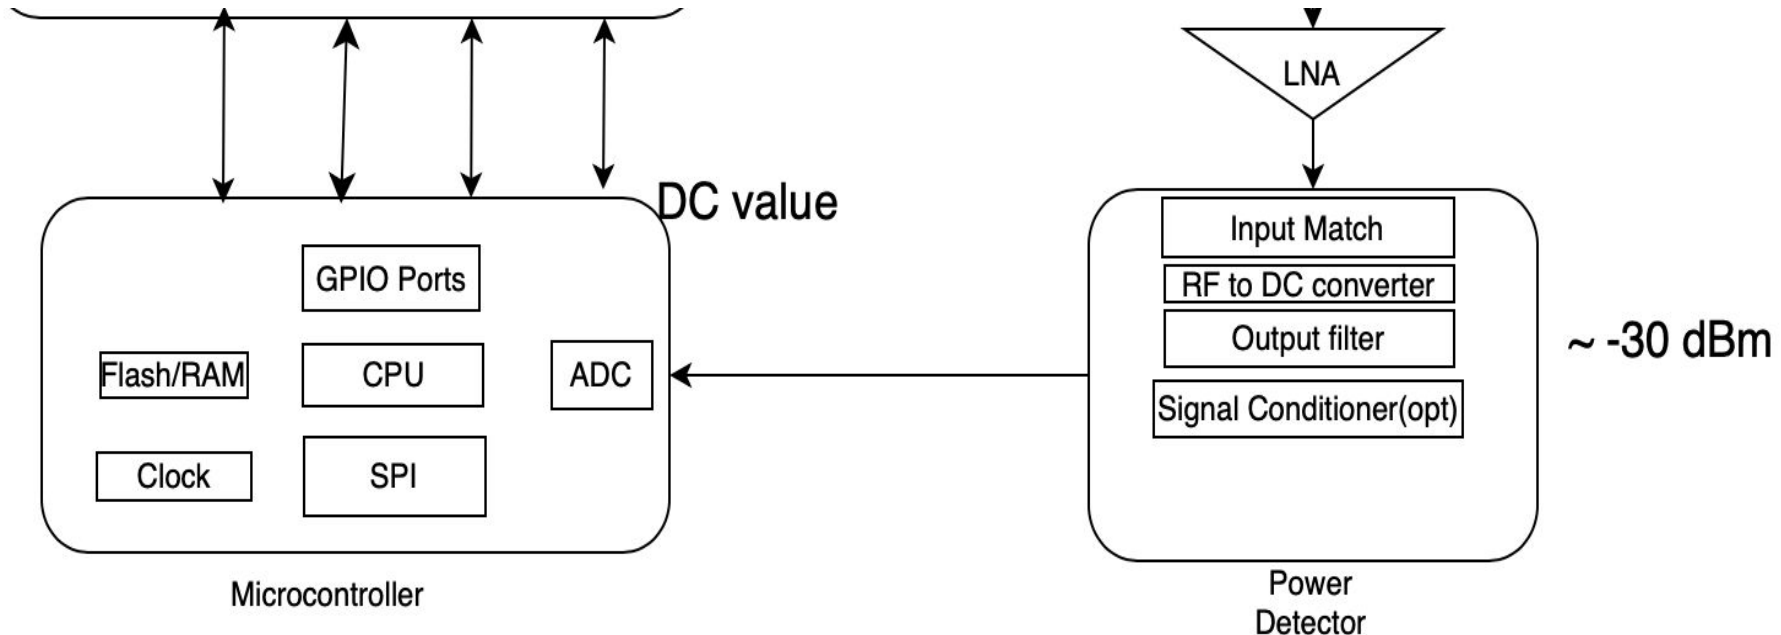 LNA
DC value
GPIO Ports
Flash/RAM
CPU
ADC
Clock
SPI
Microcontroller
Input Match
RF to DC converter
Output filter
Signal Conditioner(opt)
~ -30 dBm
Power
Detector